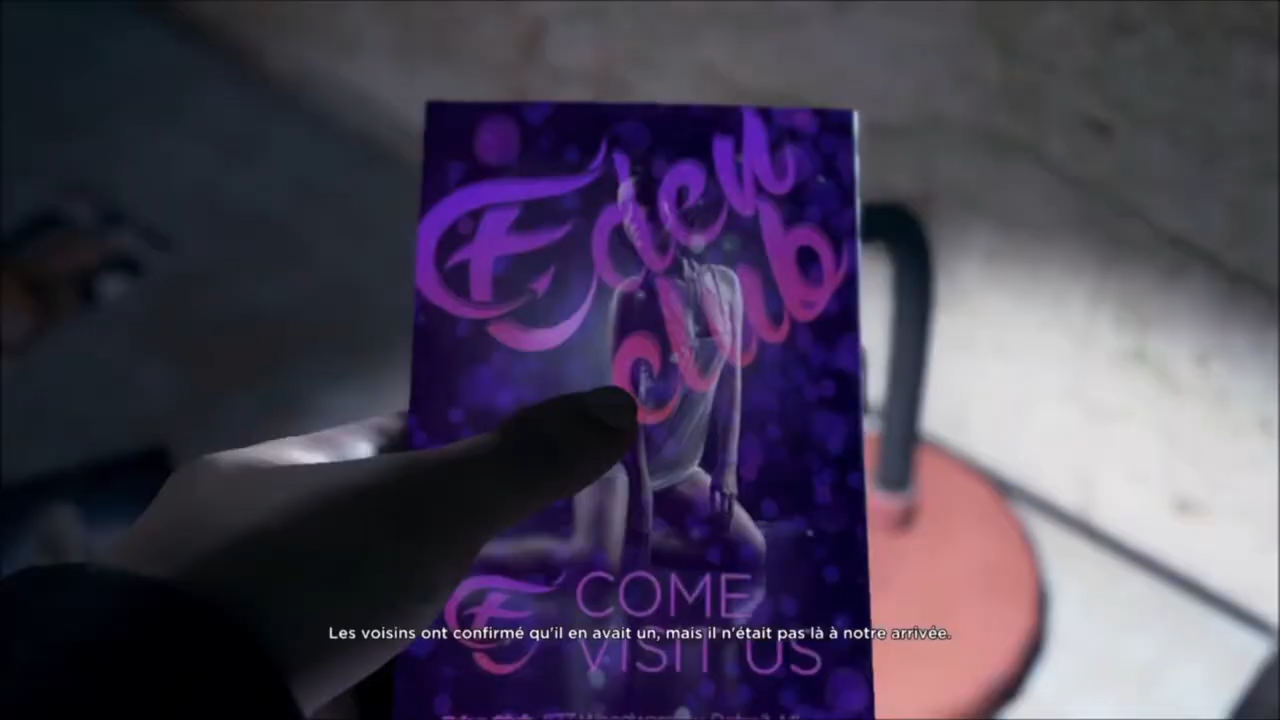 Eden
club
COME
Les voisins ont confirmé qu'il en avait un, mais il n'était pas là à notre arrivée.
VISIT US